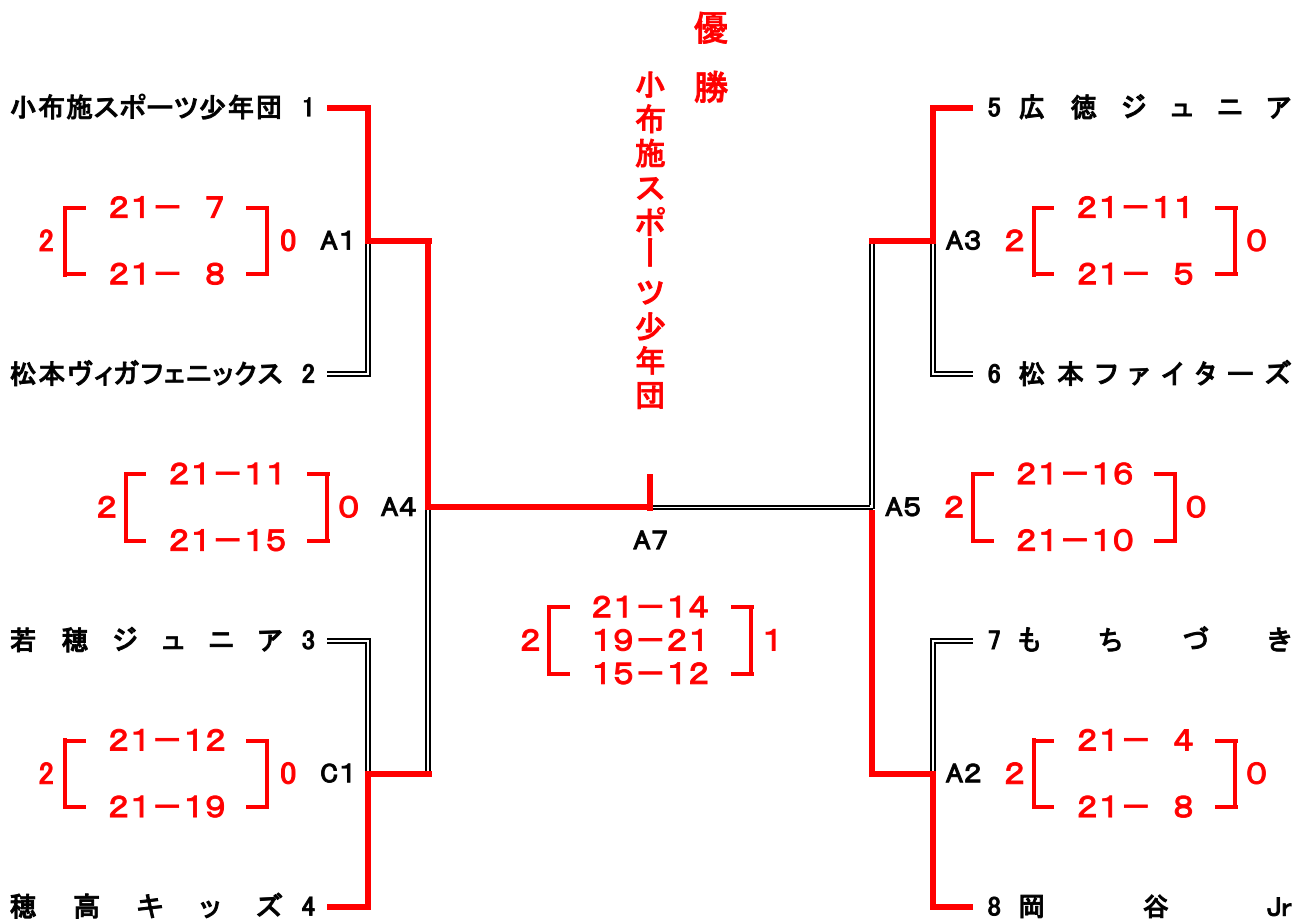 優勝
小布施スポーツ少年団
小布施スポーツ少年団 1
21－ 7
2 0 A1
21－ 8
松本ヴィガフェニックス 2
21－11
2 0 A4
21－15
若穂ジュニア 3
21－12
2 0 C1
21－19
穂高キッズ 4
A7
21－14
2 19－21 1
15－12
5 広徳ジュニア
21－11
A3 2 0
21－ 5
6 松本ファイターズ
21－16
A5 2 0
21－10
7 もちづき
21－ 4
A2 2 0
21－ 8
8 岡谷Jr